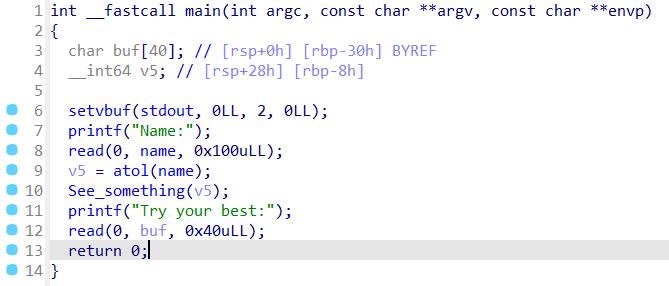 1 int __fastcall main(int argc, const char **argv, const char **envp)
2 {
3 char buf[40]; // [rsp+0h] [rbp-30h] BYREF
4 __int64 v5; // [rsp+28h] [rbp-8h]
5
6 setvbuf(stdout, 0LL, 2, 0LL);
7 printf("Name:");
8 read(0, name, 0x100uLL);
9 v5 = atol(name);
10 See_something(v5);
11 printf("Try your best:");
12 read(0, buf, 0x40uLL);
13 return 0;
14 }